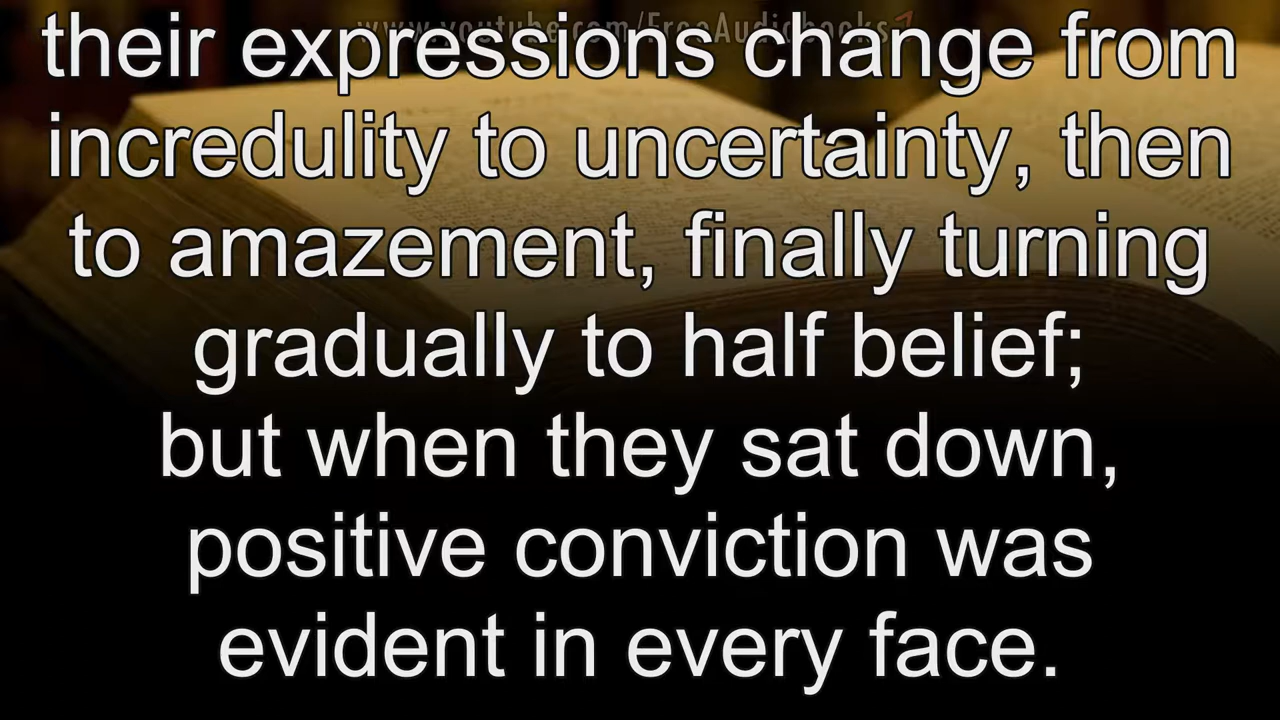 www.youtube.com/FreeAudiobooks
their expressions change from
incredulity to uncertainty, then
to amazement, finally turning
gradually to half belief;
but when they sat down,
positive conviction was
evident in every face.